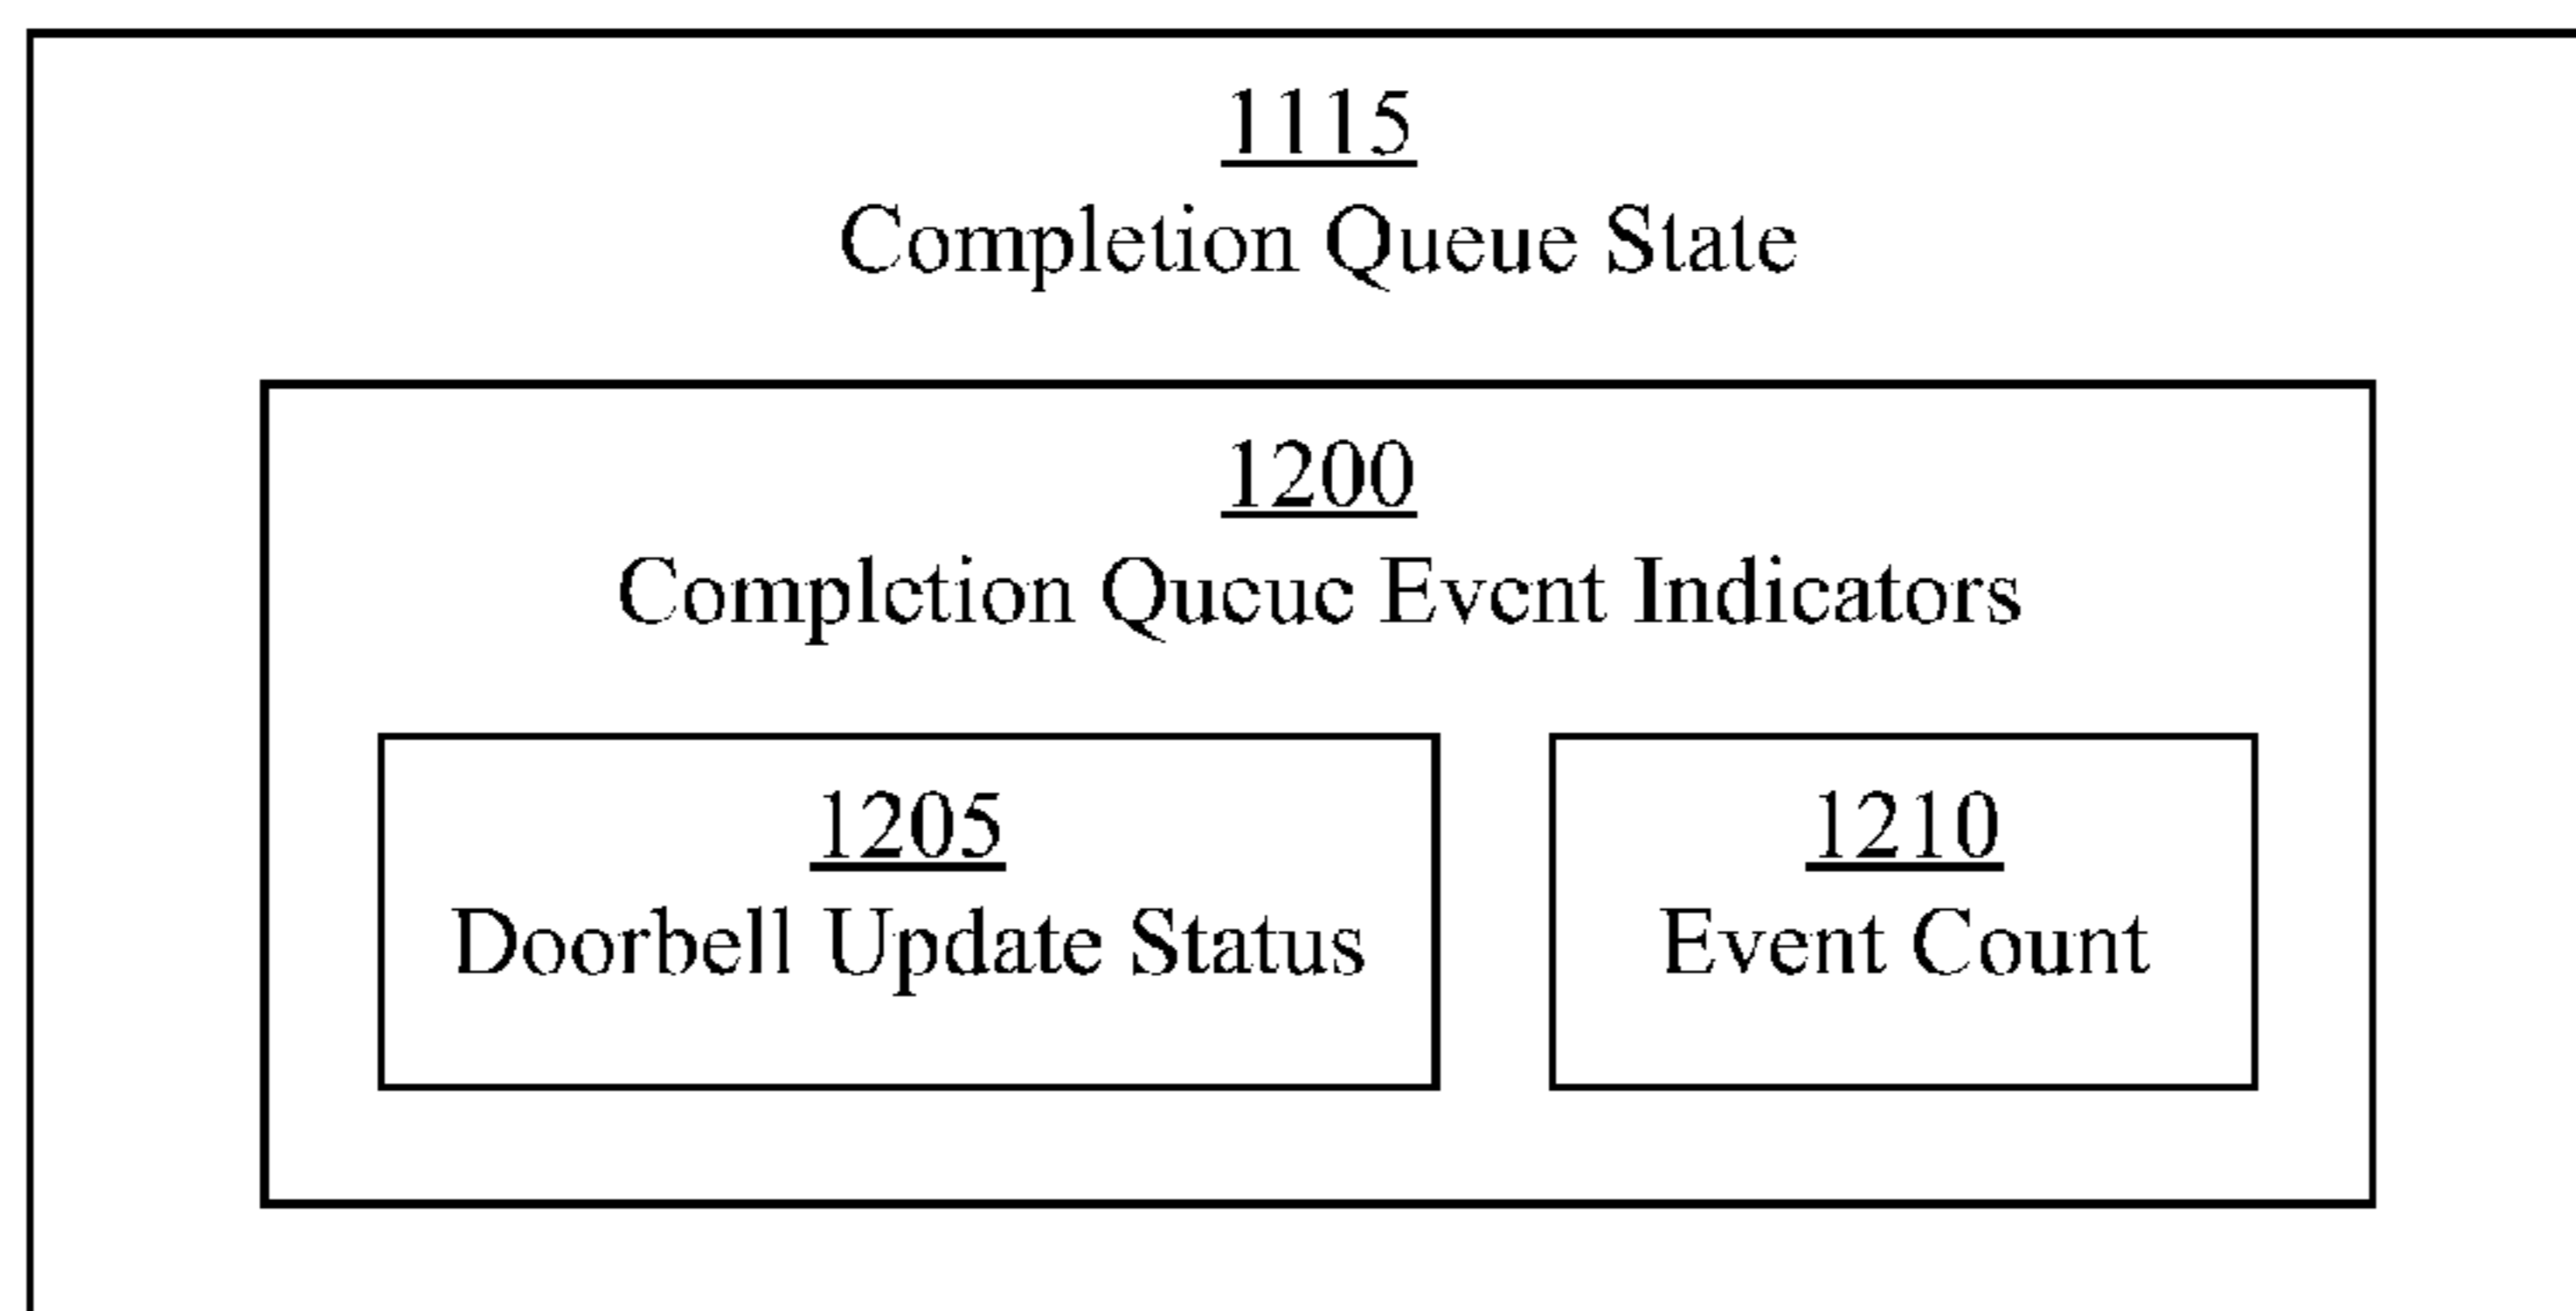 1115
Completion Queue State
1200
Completion Queue Event Indicators
1205
Doorbell Update Status
1210
Event Count